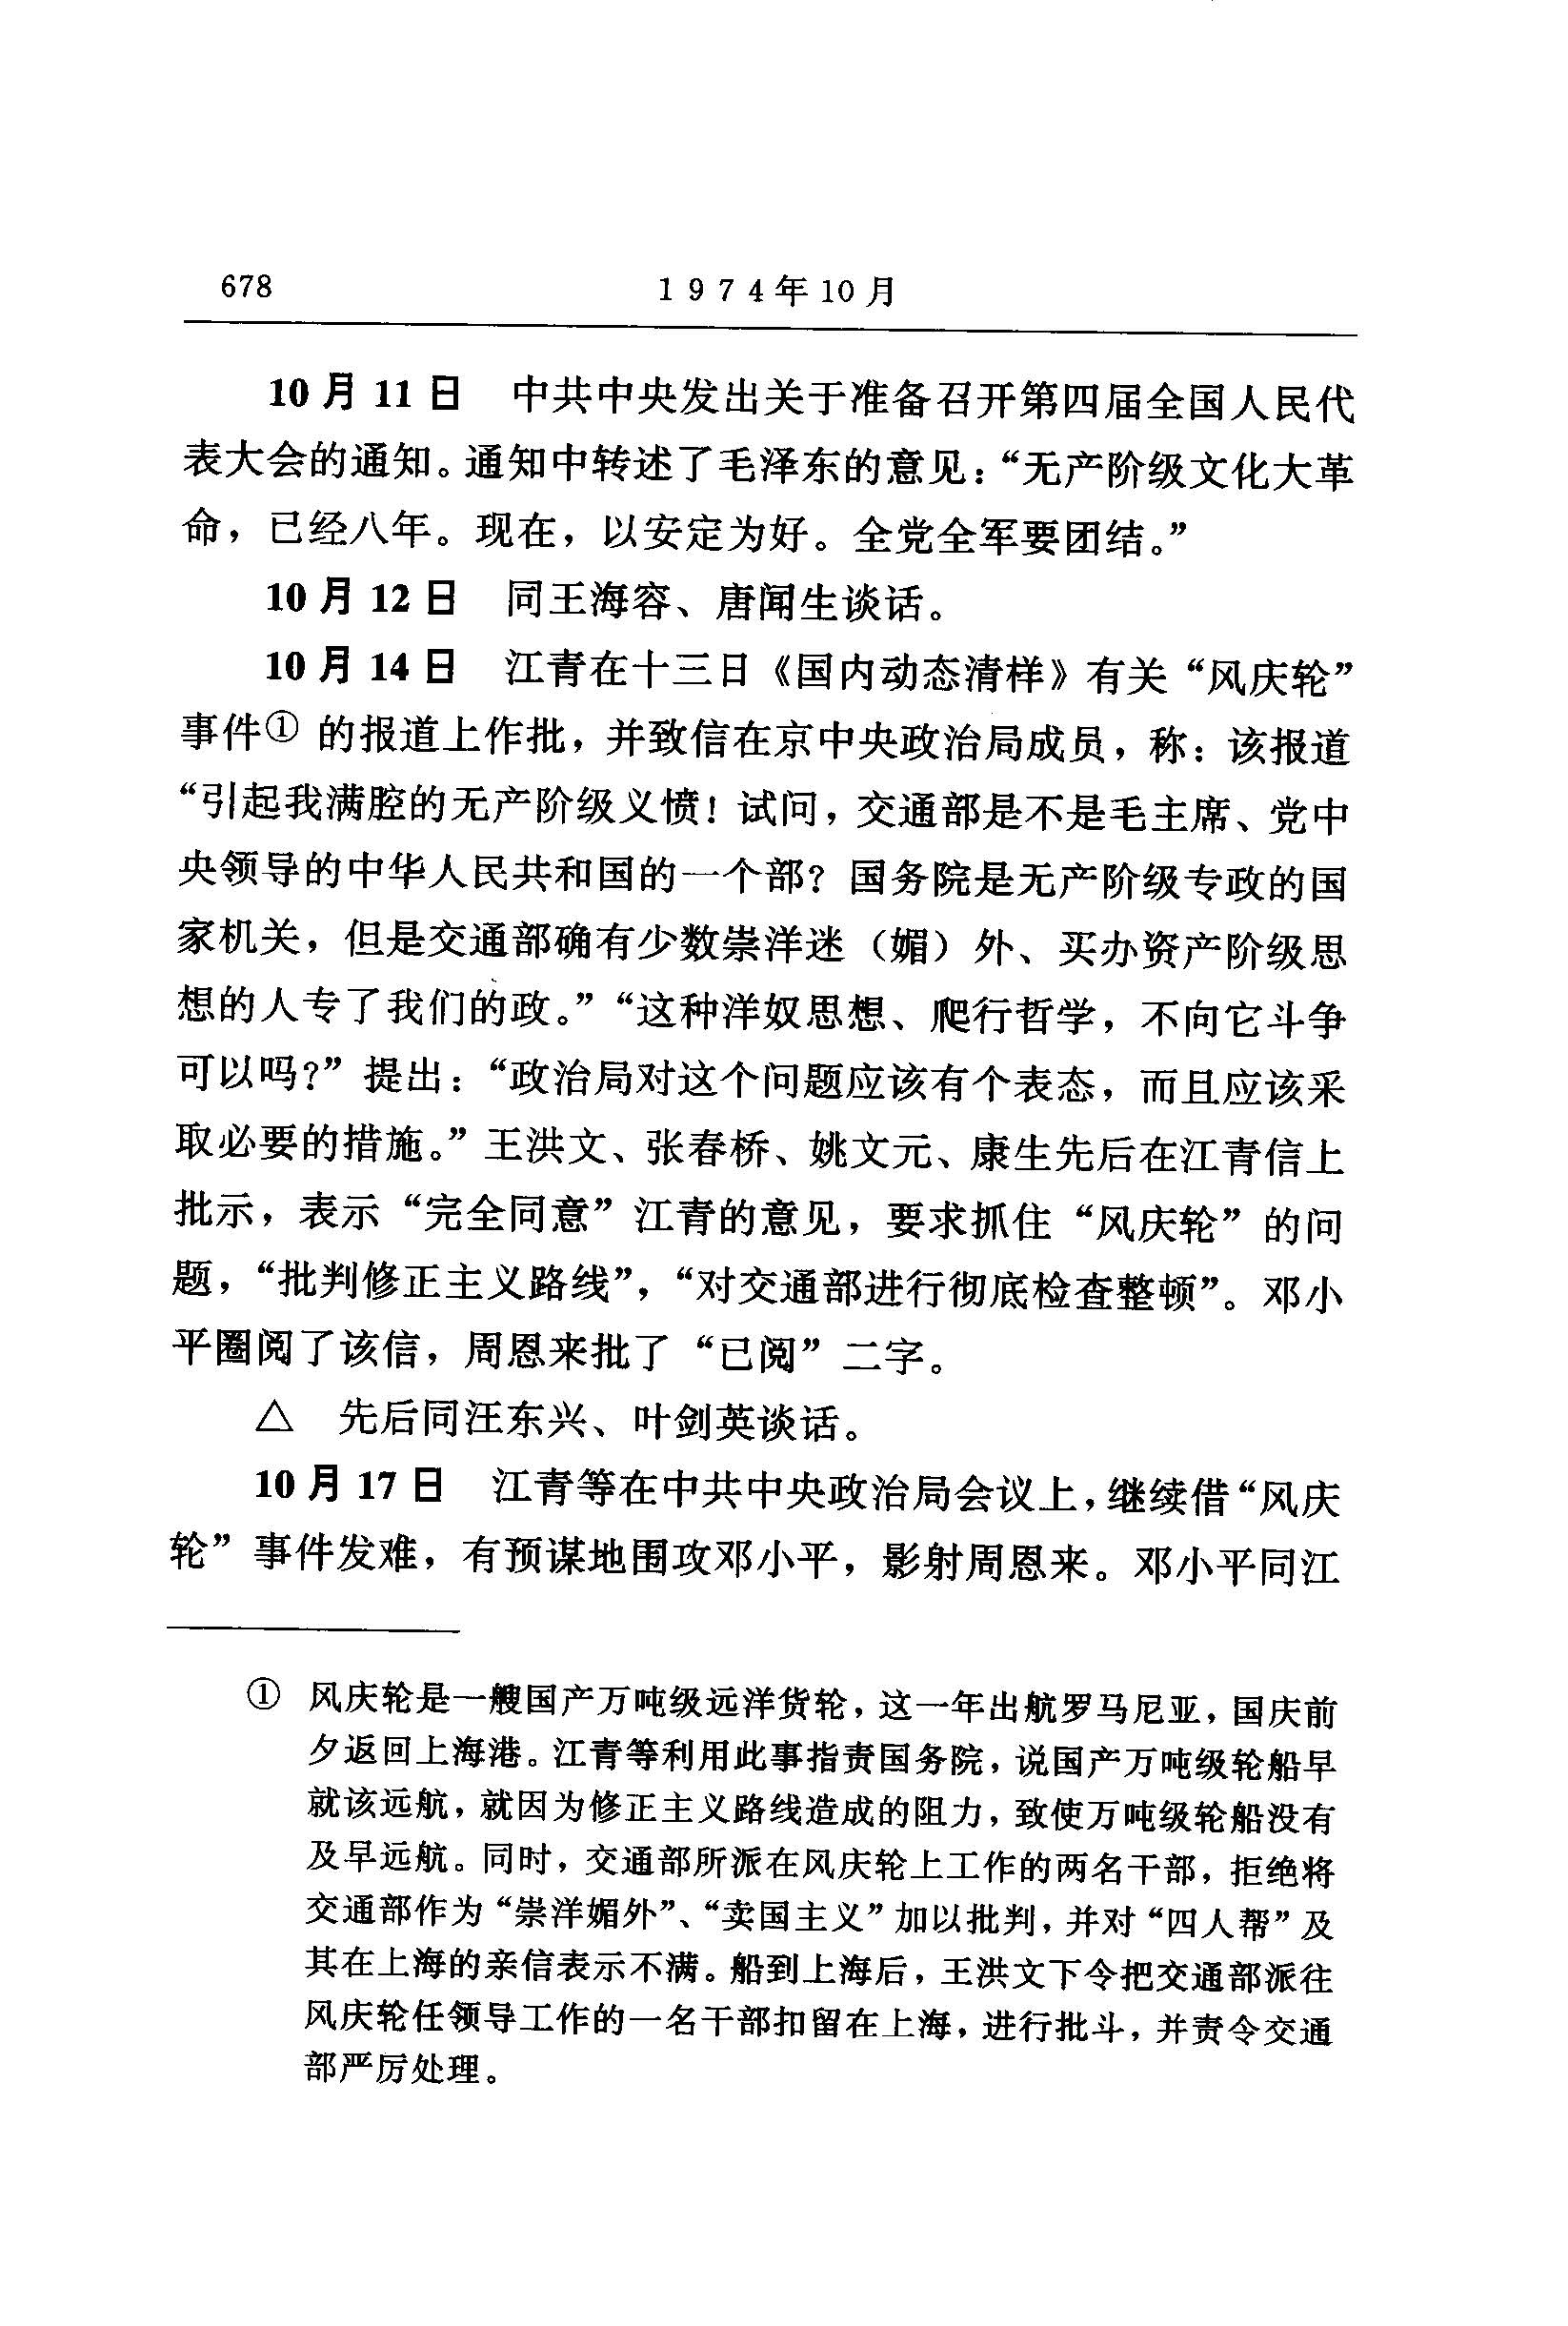 678
1974年10月
10月11日　中共中央发出关于准备召开第四届全国人民代
表大会的通知。通知中转述了毛泽东的意见：“无产阶级文化大革
命，已经八年。现在，以安定为好。全党全军要团结。”
10月12日　同王海容、唐闻生谈话。
10月14日　江青在十三日《国内动态清样》有关“风庆轮”
事件① 的报道上作批，并致信在京中央政治局成员，称：该报道
“引起我满腔的无产阶级义愤！试问，交通部是不是毛主席、党中
央领导的中华人民共和国的一个部？国务院是无产阶级专政的国
家机关，但是交通部确有少数崇洋迷（媚）外、买办资产阶级思
想的人专了我们的政。”“这种洋奴思想、爬行哲学，不向它斗争
可以吗？”提出：“政治局对这个问题应该有个表态，而且应该采
取必要的措施。”王洪文、张春桥、姚文元、康生先后在江青信上
批示，表示“完全同意”江青的意见，要求抓住“风庆轮”的问
题，“批判修正主义路线”，“对交通部进行彻底检查整顿”。邓小
平圈阅了该信，周恩来批了“已阅”二字。
△　先后同汪东兴、叶剑英谈话。
10月17日　江青等在中共中央政治局会议上，继续借“风庆
轮”事件发难，有预谋地围攻邓小平，影射周恩来。邓小平同江
①　风庆轮是一艘国产万吨级远洋货轮，这一年出航罗马尼亚，国庆前
夕返回上海港。江青等利用此事指责国务院，说国产万吨级轮船早
就该远航，就因为修正主义路线造成的阻力，致使万吨级轮船没有
及早远航。同时，交通部所派在风庆轮上工作的两名干部，拒绝将
交通部作为“崇洋媚外”、“卖国主义”加以批判，并对“四人帮”及
其在上海的亲信表示不满。船到上海后，王洪文下令把交通部派往
风庆轮任领导工作的一名干部扣留在上海，进行批斗，并责令交通
部严厉处理。